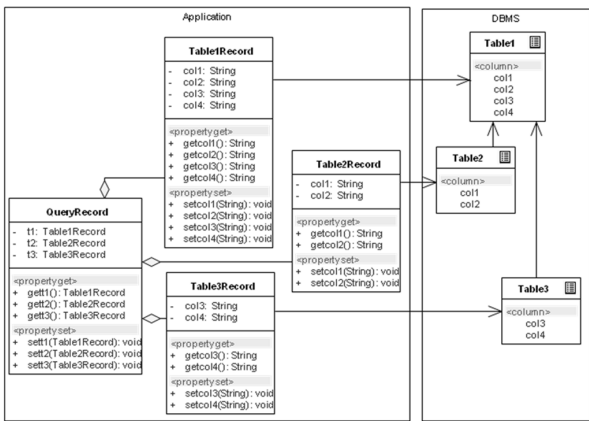 Application
Table1Record
- col1: String
- col2: String
- col3: String
- col4: String
<propertyget>
+ getcol1(): String
+ getcol2(): String
+ getcol3(): String
+ getcol4(): String
<propertyset>
+ setcol1(String): void
+ setcol2(String): void
+ setcol3(String): void
+ setcol4(String): void
Table2Record
- col1: String
- col2: String
<propertyget>
+ getcol1(): String
+ getcol2(): String
<propertyset>
+ setcol1(String): void
+ setcol2(String): void
QueryRecord
- t1: Table1Record
- t2: Table2Record
- t3: Table3Record
<propertyget>
+ gett1(): Table1Record
+ gett2(): Table2Record
+ gett3(): Table3Record
<propertyset>
+ sett1(Table1Record): void
+ sett2(Table2Record): void
+ sett3(Table3Record): void
Table3Record
- col3: String
- col4: String
<propertyget>
+ getcol3(): String
+ getcol4(): String
<propertyset>
+ setcol3(String): void
+ setcol4(String): void
DBMS
Table1
<column>
col1
col2
col3
col4
Table2
<column>
col1
col2
Table3
<column>
col3
col4